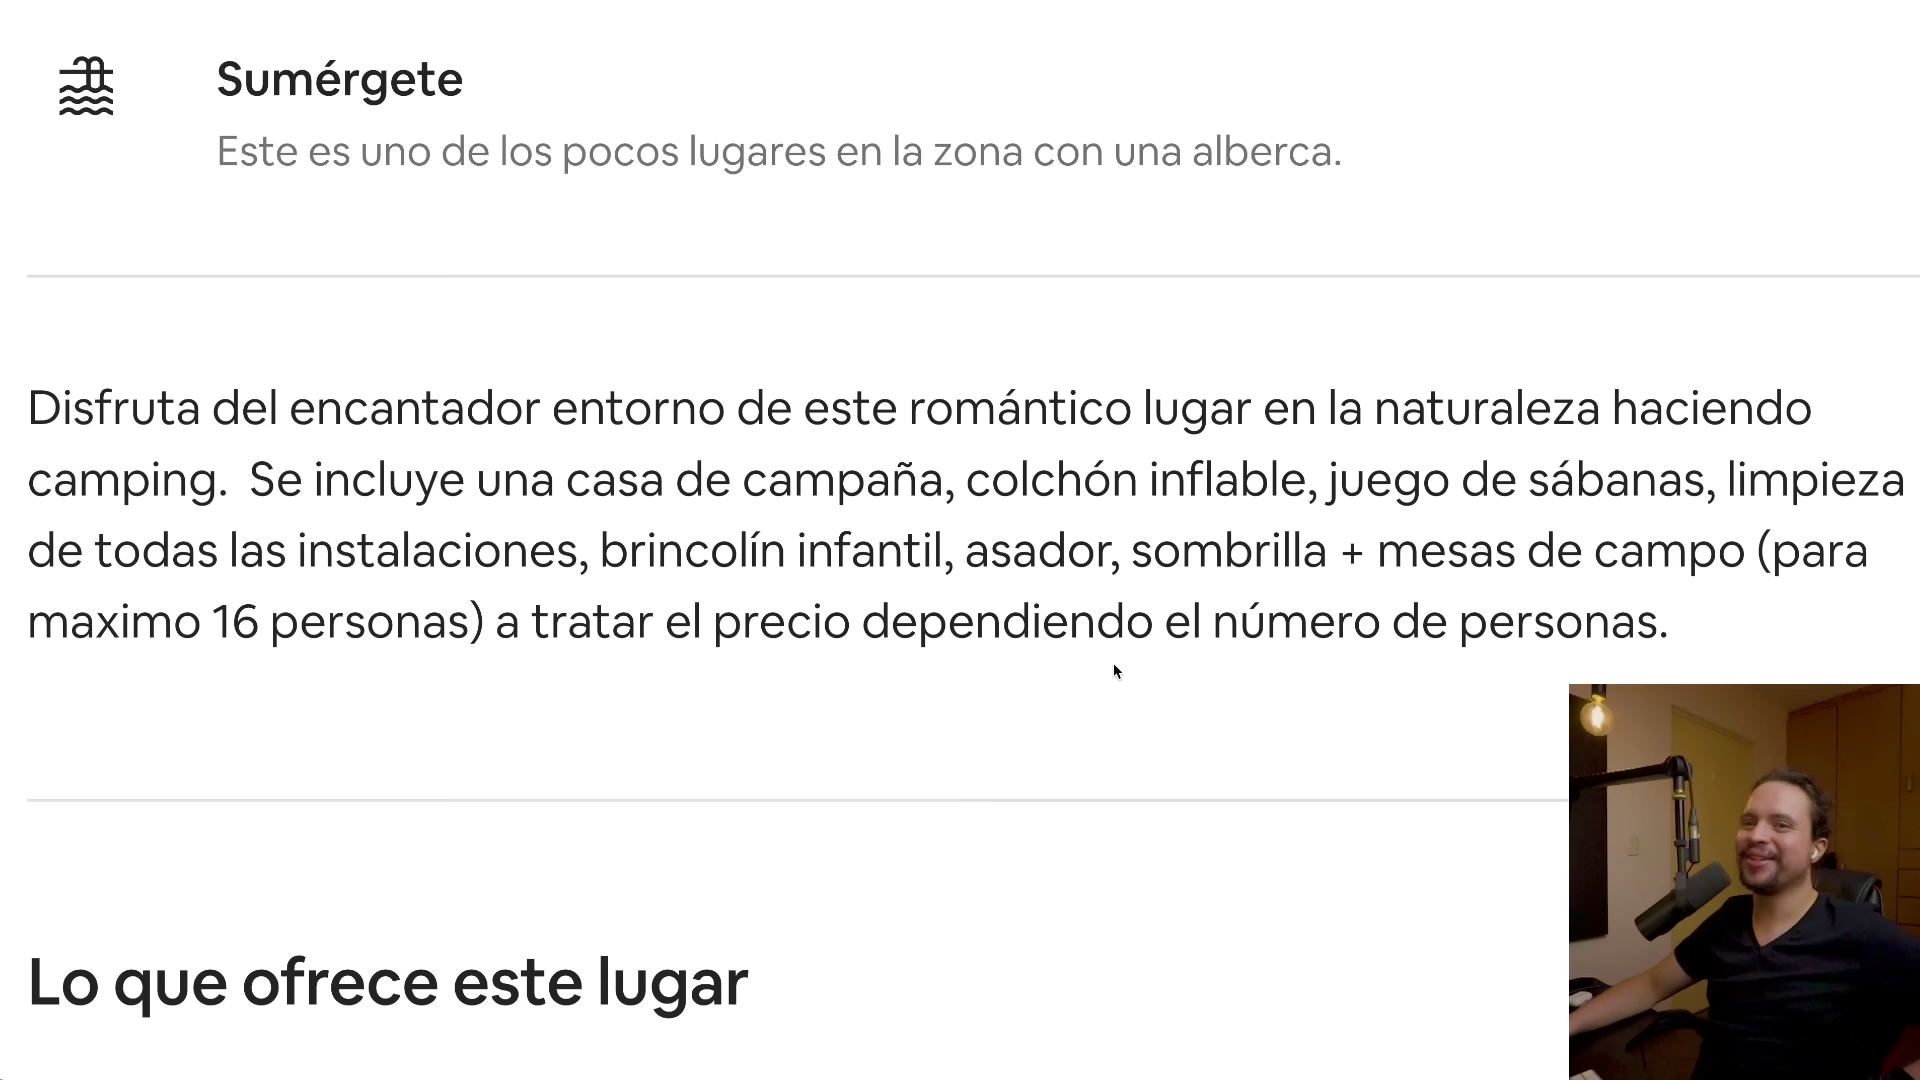 Sumérgete
Este es uno de los pocos lugares en la zona con una alberca.
Disfruta del encantador entorno de este romántico lugar en la naturaleza haciendo
camping.  Se incluye una casa de campaña, colchón inflable, juego de sábanas, limpieza
de todas las instalaciones, brincolín infantil, asador, sombrilla + mesas de campo (para
maximo 16 personas) a tratar el precio dependiendo el número de personas.
Lo que ofrece este lugar